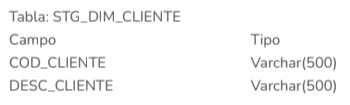 Tabla: STG_DIM_CLIENTE
Campo Tipo
COD_CLIENTE Varchar(500)
DESC_CLIENTE Varchar(500)